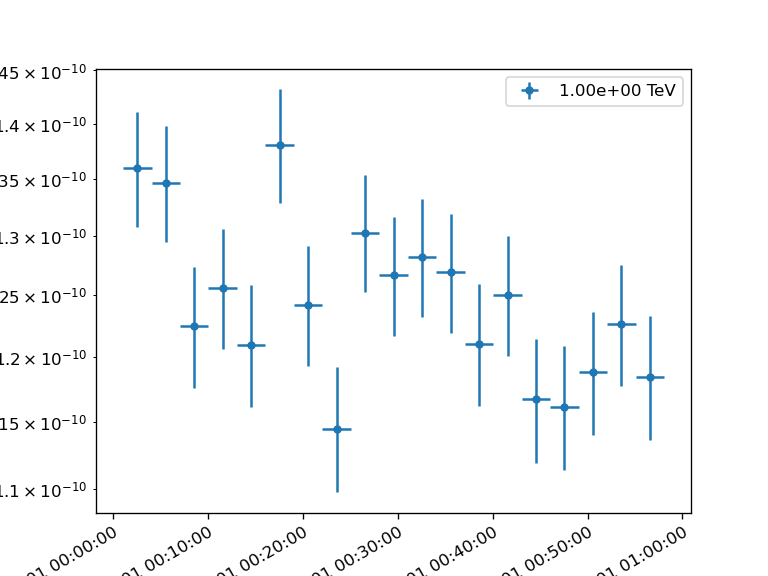 1.00e+00 TeV
45 × 10⁻¹⁰
1.4 × 10⁻¹⁰
35 × 10⁻¹⁰
1.3 × 10⁻¹⁰
25 × 10⁻¹⁰
1.2 × 10⁻¹⁰
15 × 10⁻¹⁰
1.1 × 10⁻¹⁰
01 00:00:00
01 00:10:00
01 00:20:00
01 00:30:00
01 00:40:00
01 00:50:00
01 01:00:00